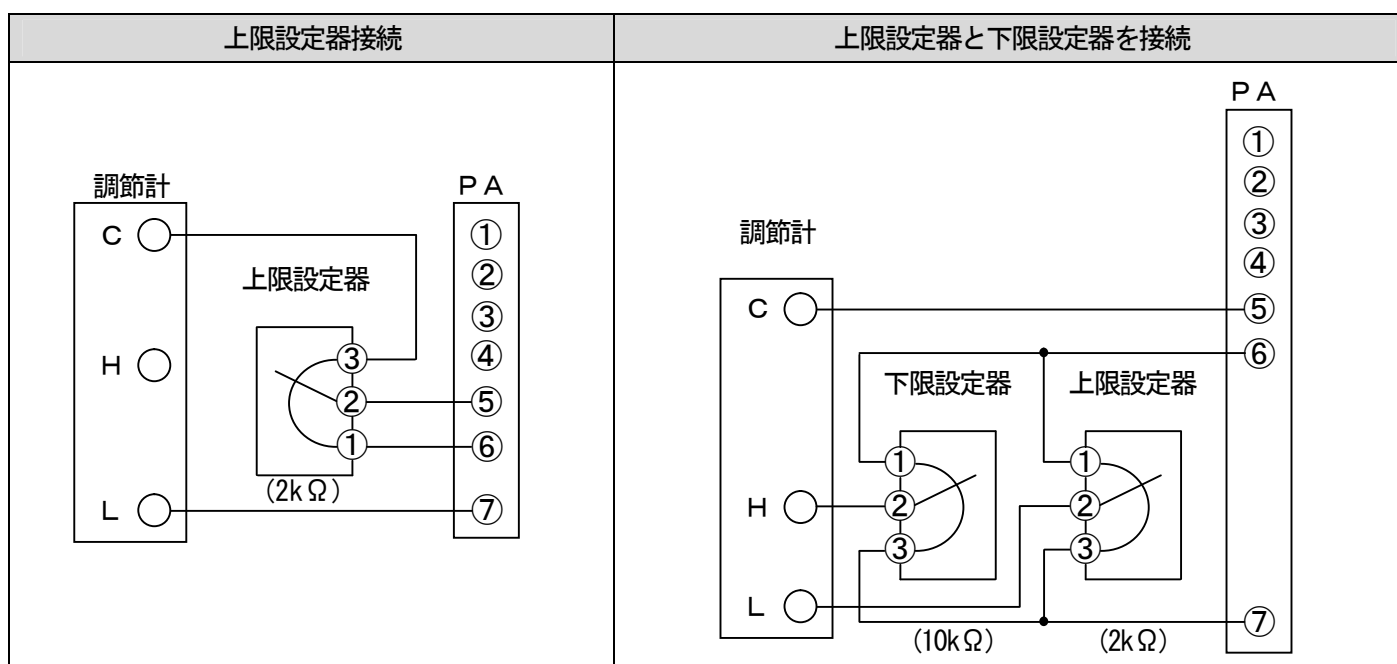 上限設定器接続
上限設定器と下限設定器を接続
調節計
PA
C
H
L
上限設定器
③
②
①
(2kΩ)
①
②
③
④
⑤
⑥
⑦
PA
調節計
C
H
L
下限設定器
上限設定器
①
②
③
①
②
③
(10kΩ)
(2kΩ)
①
②
③
④
⑤
⑥
⑦